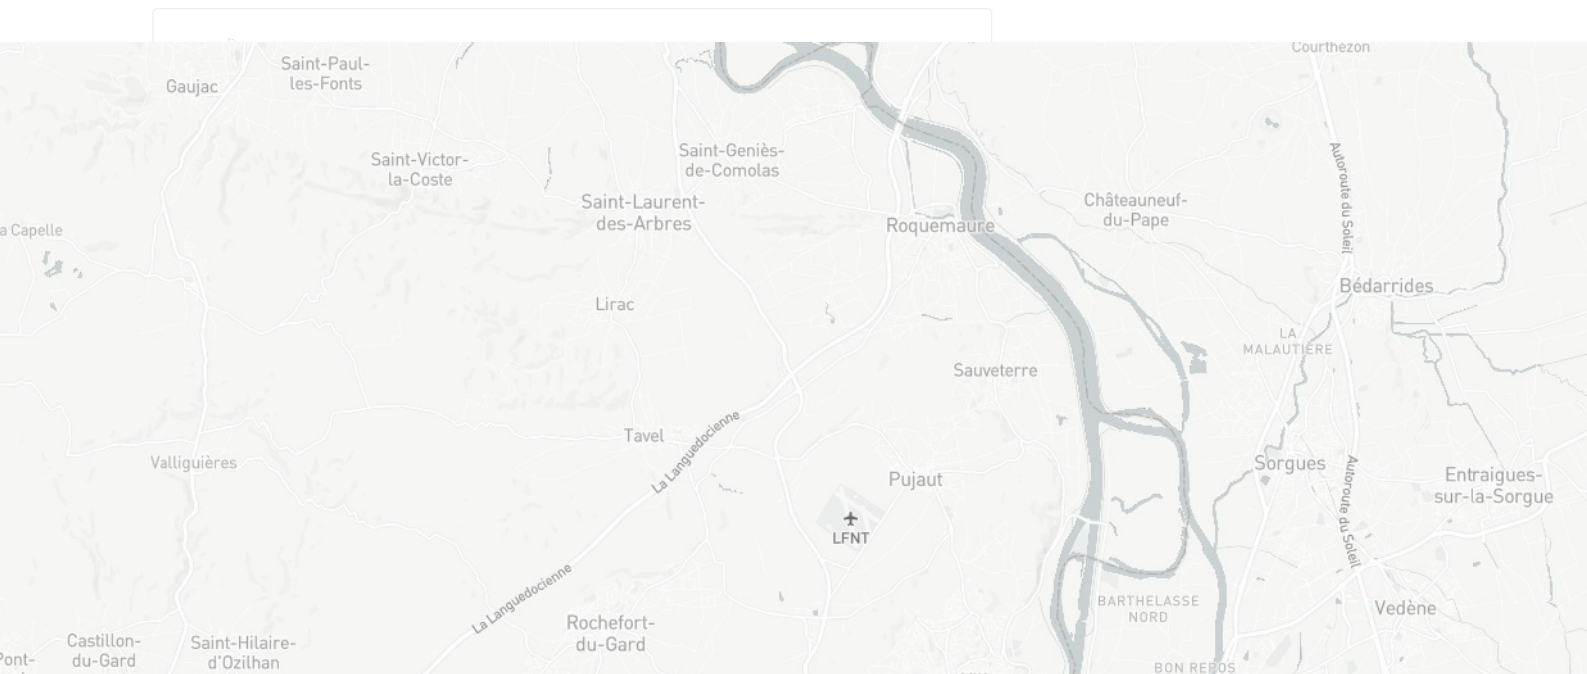 Courthézon
Saint-Paul-
les-Fonts
Gaujac
Saint-Geniès-
de-Comolas
Saint-Victor-
la-Coste
Autoroute du Soleil
Saint-Laurent-
des-Arbres
Châteauneuf-
du-Pape
Roquemaure
a Capelle
Bédarrides
Lirac
LA
MALAUTIÈRE
Sauveterre
La Languedocienne
Tavel
Valliguières
Sorgues
Pujaut
Entraigues-
sur-la-Sorgue
Autoroute du Soleil
LFNT
La Languedocienne
BARTHELASSE
NORD
Vedène
Rochefort-
du-Gard
Castillon-
du-Gard
Saint-Hilaire-
d'Ozilhan
Pont-
BON REPOS